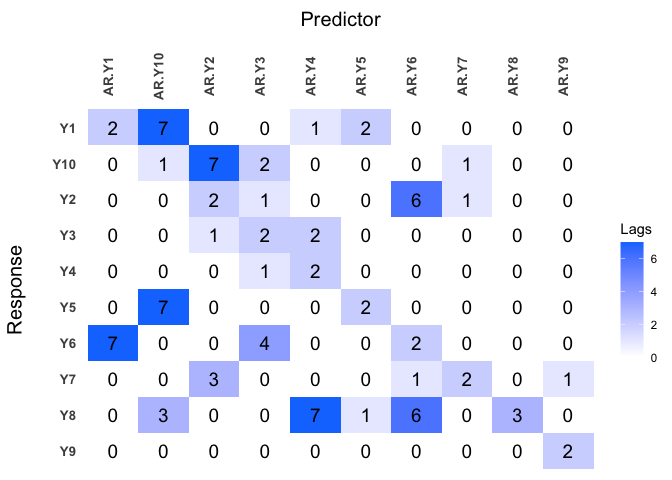 Predictor
AR.Y1 AR.Y10 AR.Y2 AR.Y3 AR.Y4 AR.Y5 AR.Y6 AR.Y7 AR.Y8 AR.Y9
Y1 2 7 0 0 1 2 0 0 0 0
Y10 0 1 7 2 0 0 0 1 0 0
Y2 0 0 2 1 0 0 6 1 0 0
Y3 0 0 1 2 2 0 0 0 0 0
Y4 0 0 0 1 2 0 0 0 0 0
Y5 0 7 0 0 0 2 0 0 0 0
Y6 7 0 0 4 0 0 2 0 0 0
Y7 0 0 3 0 0 0 1 2 0 1
Y8 0 3 0 0 7 1 6 0 3 0
Y9 0 0 0 0 0 0 0 0 0 2
Response
Lags
6
4
2
0